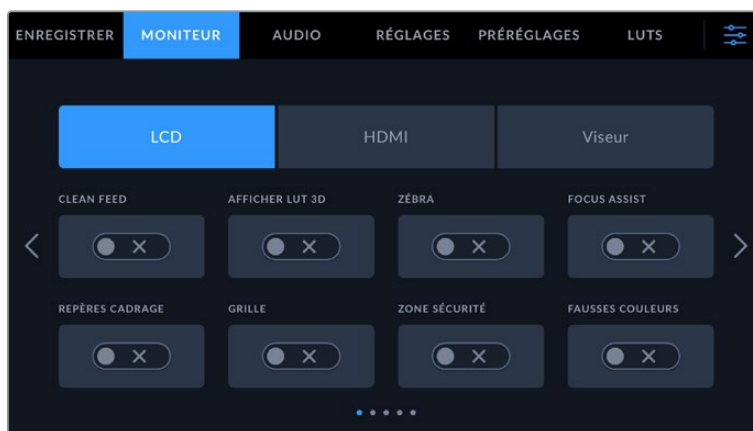 ENREGISTRER MONITEUR AUDIO RÉGLAGES PRÉRÉGLAGES LUTS
LCD HDMI Viseur
CLEAN FEED AFFICHER LUT 3D ZÉBRA FOCUS ASSIST
REPÈRES CADRAGE GRILLE ZONE SÉCURITÉ FAUSSES COULEURS